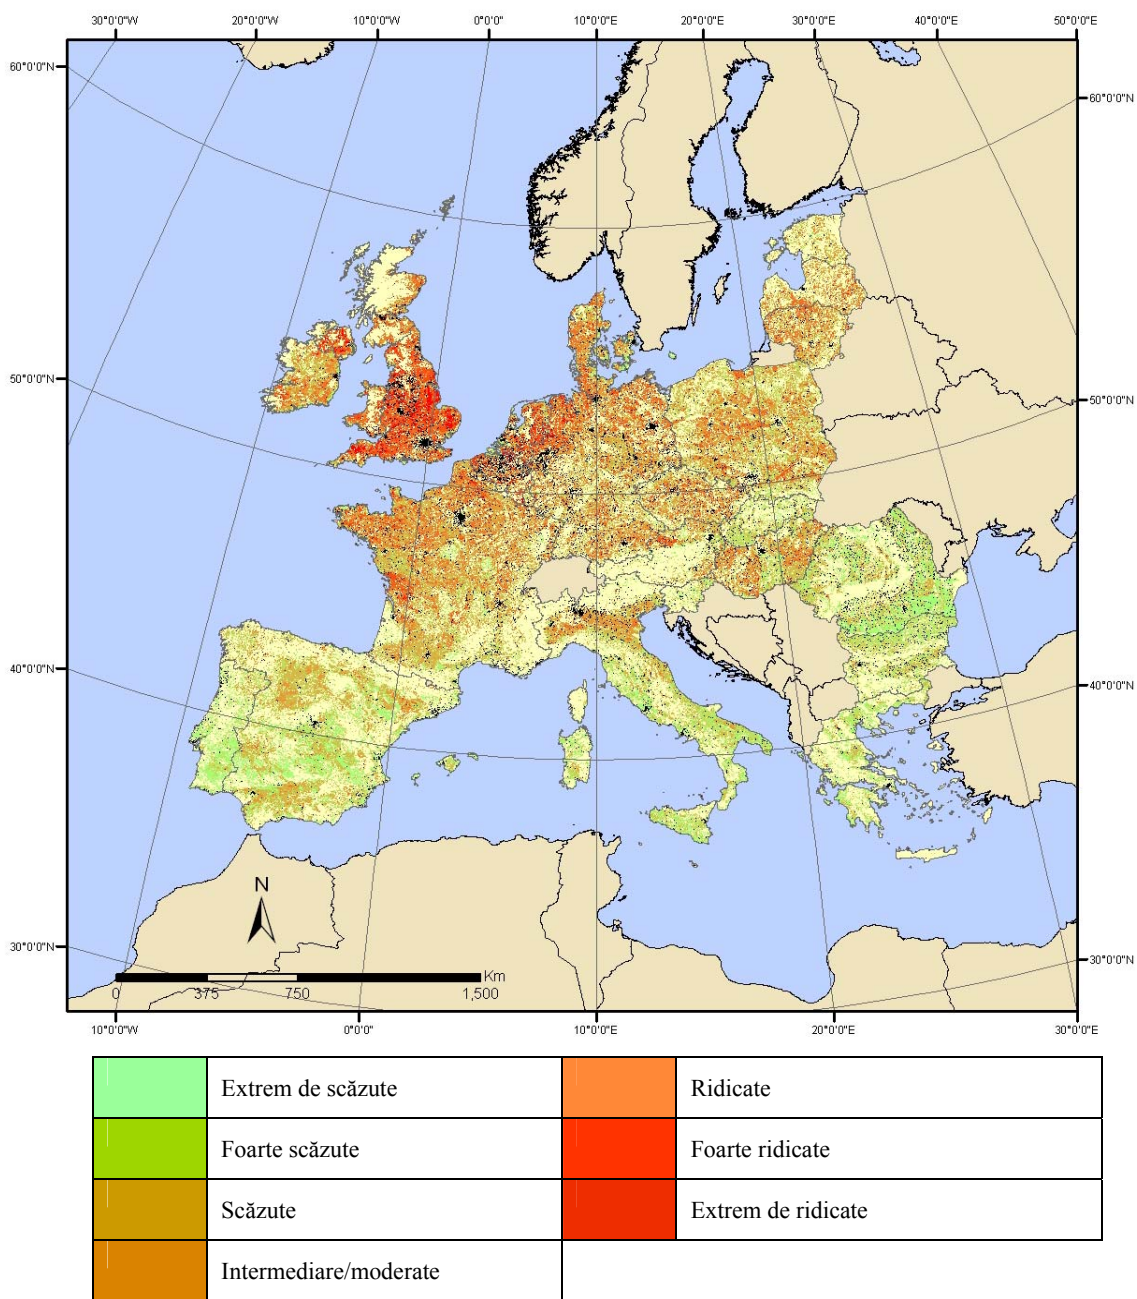 30°0'0"W 20°0'0"W 10°0'0"W 0°0'0" 10°0'0"E 20°0'0"E 30°0'0"E 40°0'0"E 50°0'0"E
60°0'0"N 60°0'0"N
50°0'0"N 50°0'0"N
40°0'0"N 40°0'0"N
30°0'0"N 30°0'0"N
N
Km
0 375 750 1,500
10°0'0"W 0°0'0" 10°0'0"E 20°0'0"E 30°0'0"E
Extrem de scăzute Ridicate
Foarte scăzute Foarte ridicate
Scăzute Extrem de ridicate
Intermediare/moderate